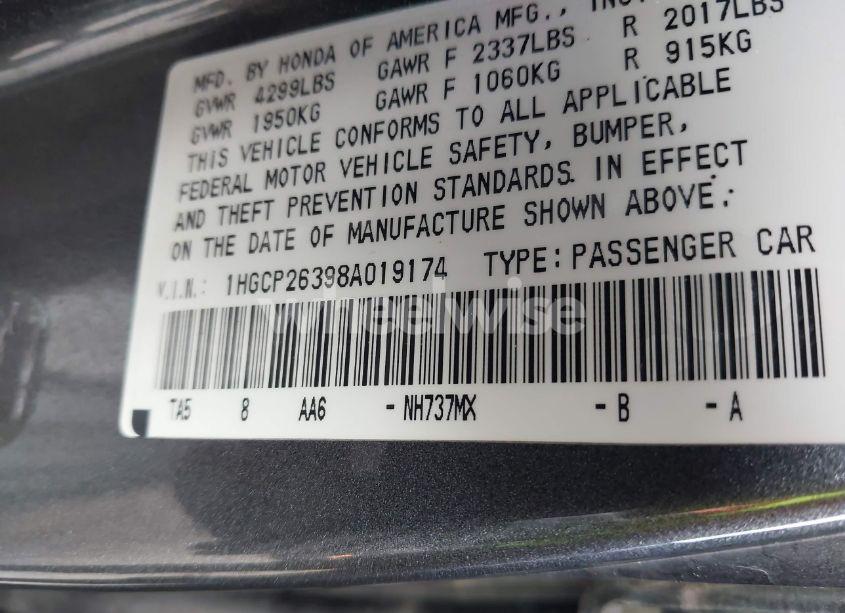 MFD. BY HONDA OF AMERICA MFG., INC.
GVWR 4299LBS GAWR F 2337LBS R 2017LBS
GVWR 1950KG GAWR F 1060KG R 915KG
THIS VEHICLE CONFORMS TO ALL APPLICABLE
FEDERAL MOTOR VEHICLE SAFETY, BUMPER,
AND THEFT PREVENTION STANDARDS. IN EFFECT
ON THE DATE OF MANUFACTURE SHOWN ABOVE.
V.I.N.: 1HGCP26398A019174 TYPE: PASSENGER CAR
wheelwise
TA5 8 AA6 -NH737MX -B -A